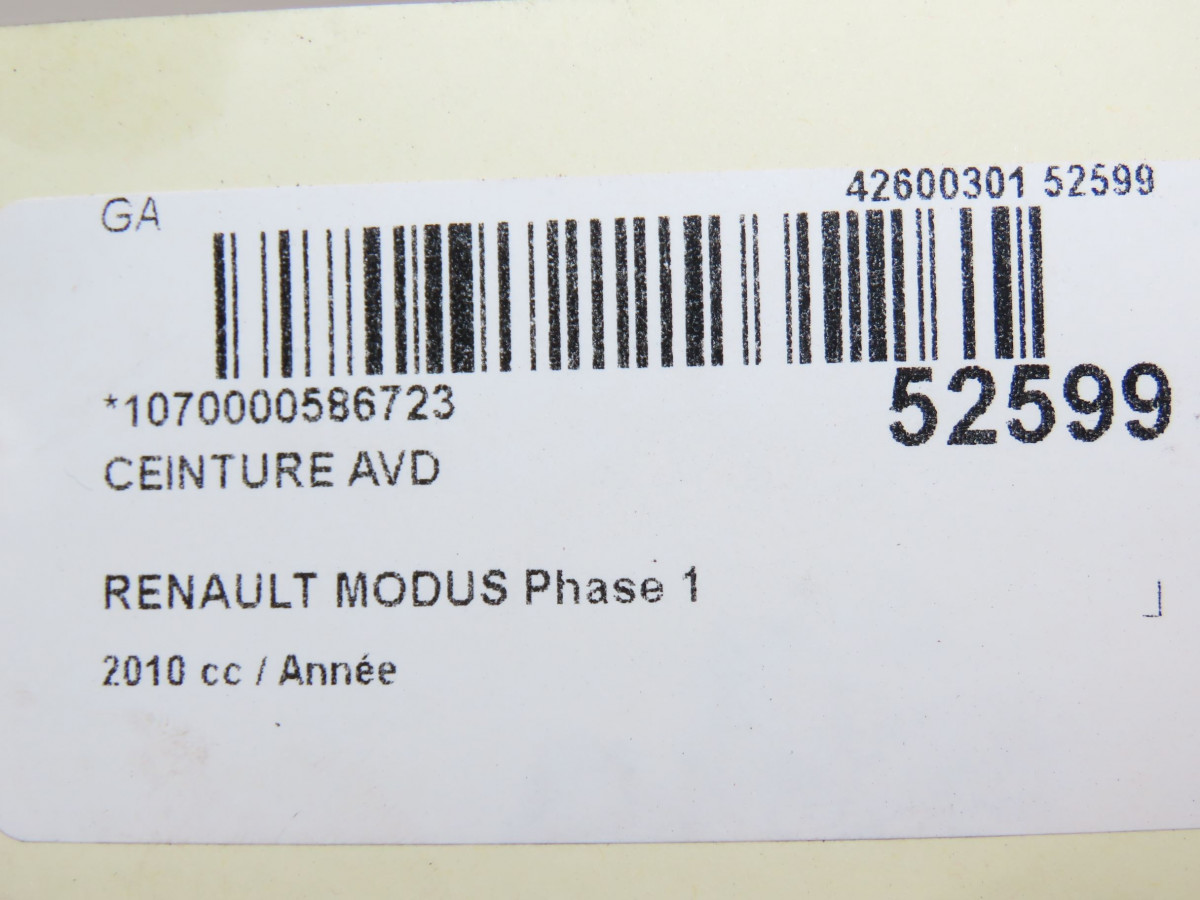 GA
42600301 52599
*1070000586723
52599
CEINTURE AVD
RENAULT MODUS Phase 1
2010 cc / Année